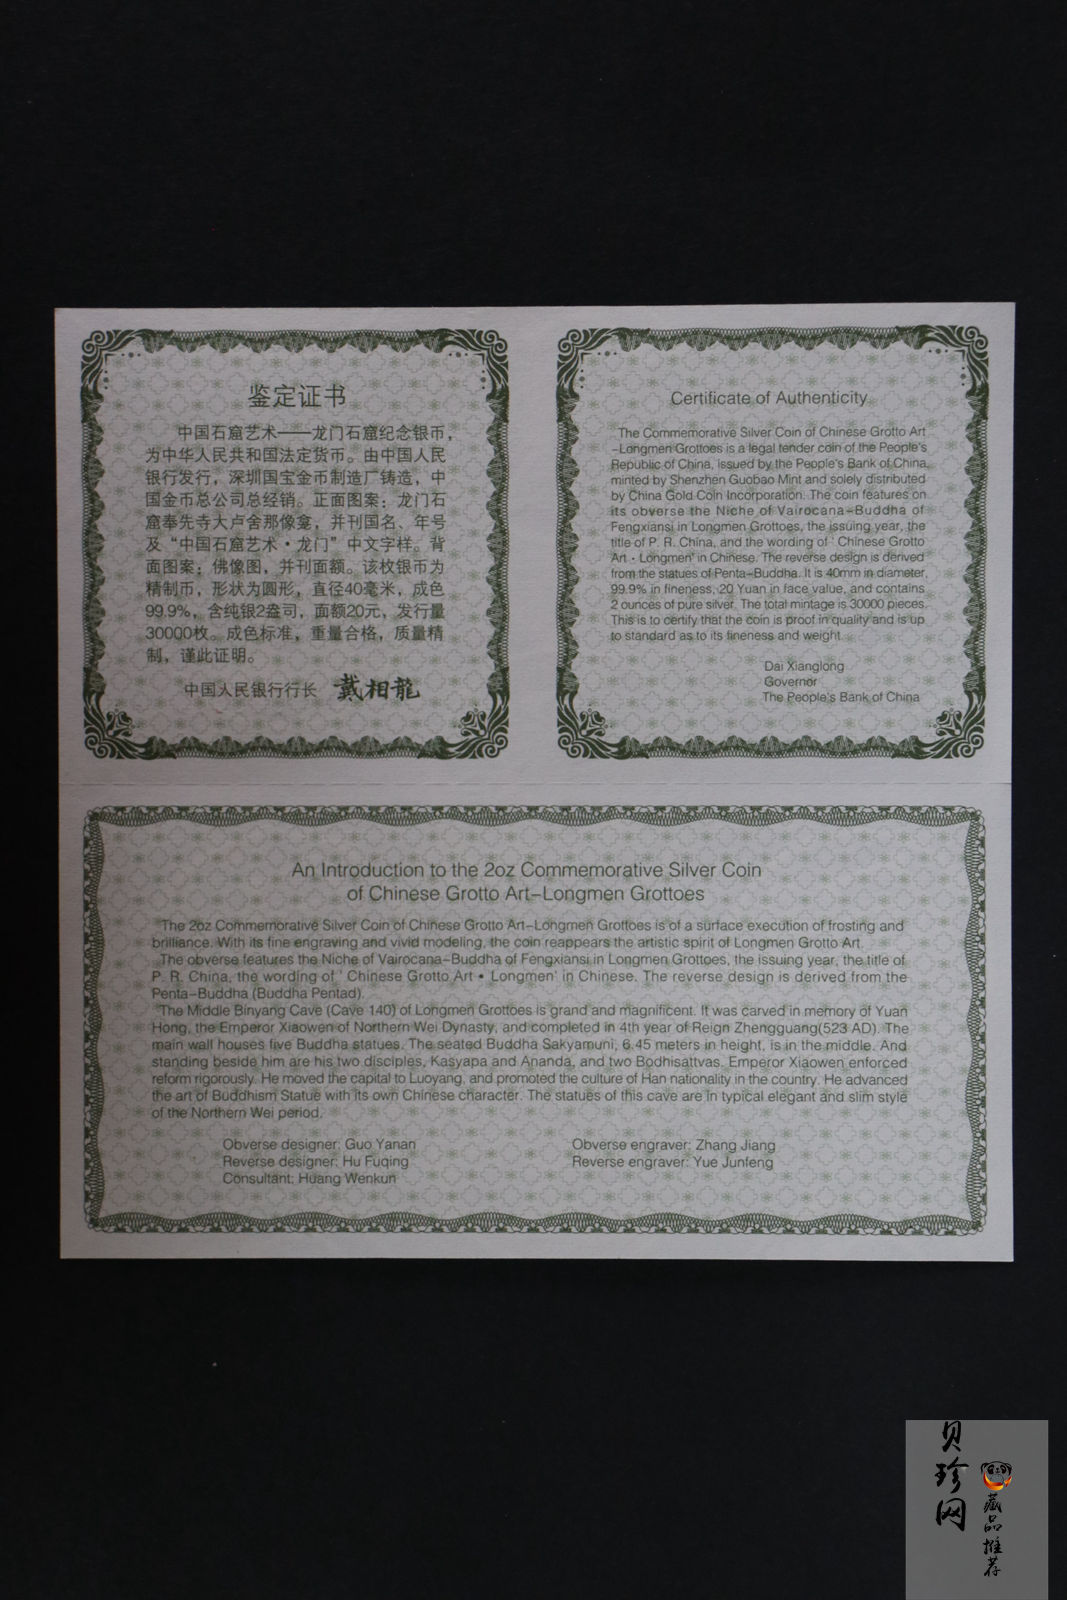 鉴定证书
中国石窟艺术——龙门石窟纪念银币，
为中华人民共和国法定货币。由中国人民
银行发行，深圳国宝金币制造厂铸造，中
国金币总公司总经销。正面图案：龙门石
窟奉先寺大卢舍那像龛，并刊国名、年号
及“中国石窟艺术·龙门”中文字样。背
面图案：佛像图，并刊面额。该枚银币为
精制币，形状为圆形，直径40毫米，成色
99.9%，含纯银2盎司，面额20元，发行量
30000枚。成色标准，重量合格，质量精
制，谨此证明。
中国人民银行行长 戴相龍
Certificate of Authenticity
The Commemorative Silver Coin of Chinese Grotto Art
-Longmen Grottoes is a legal tender coin of the People's
Republic of China, issued by the People's Bank of China,
minted by Shenzhen Guobao Mint and solely distributed
by China Gold Coin Incorporation. The coin features on
its obverse the Niche of Vairocana-Buddha of
Fengxiansi in Longmen Grottoes, the issuing year, the
title of P. R. China, and the wording of ' Chinese Grotto
Art · Longmen' in Chinese. The reverse design is derived
from the statues of Penta-Buddha. It is 40mm in diameter,
99.9% in fineness, 20 Yuan in face value, and contains
2 ounces of pure silver. The total mintage is 30000 pieces.
This is to certify that the coin is proof in quality and is up
to standard as to its fineness and weight.
Dai Xianglong
Governor
The People's Bank of China
An Introduction to the 2oz Commemorative Silver Coin
of Chinese Grotto Art-Longmen Grottoes
The 2oz Commemorative Silver Coin of Chinese Grotto Art-Longmen Grottoes is of a surface execution of frosting and
brilliance. With its fine engraving and vivid modeling, the coin reappears the artistic spirit of Longmen Grotto Art.
The obverse features the Niche of Vairocana-Buddha of Fengxiansi in Longmen Grottoes, the issuing year, the title of
P. R. China, the wording of ' Chinese Grotto Art • Longmen' in Chinese. The reverse design is derived from the
Penta-Buddha (Buddha Pentad).
The Middle Binyang Cave (Cave 140) of Longmen Grottoes is grand and magnificent. It was carved in memory of Yuan
Hong, the Emperor Xiaowen of Northern Wei Dynasty, and completed in 4th year of Reign Zhengguang(523 AD). The
main wall houses five Buddha statues. The seated Buddha Sakyamuni, 6.45 meters in height, is in the middle. And
standing beside him are his two disciples, Kasyapa and Ananda, and two Bodhisattvas. Emperor Xiaowen enforced
reform rigorously. He moved the capital to Luoyang, and promoted the culture of Han nationality in the country. He advanced
the art of Buddhism Statue with its own Chinese character. The statues of this cave are in typical elegant and slim style
of the Northern Wei period.
Obverse designer: Guo Yanan
Reverse designer: Hu Fuqing
Consultant: Huang Wenkun
Obverse engraver: Zhang Jiang
Reverse engraver: Yue Junfeng
贝珍网
藏品推荐